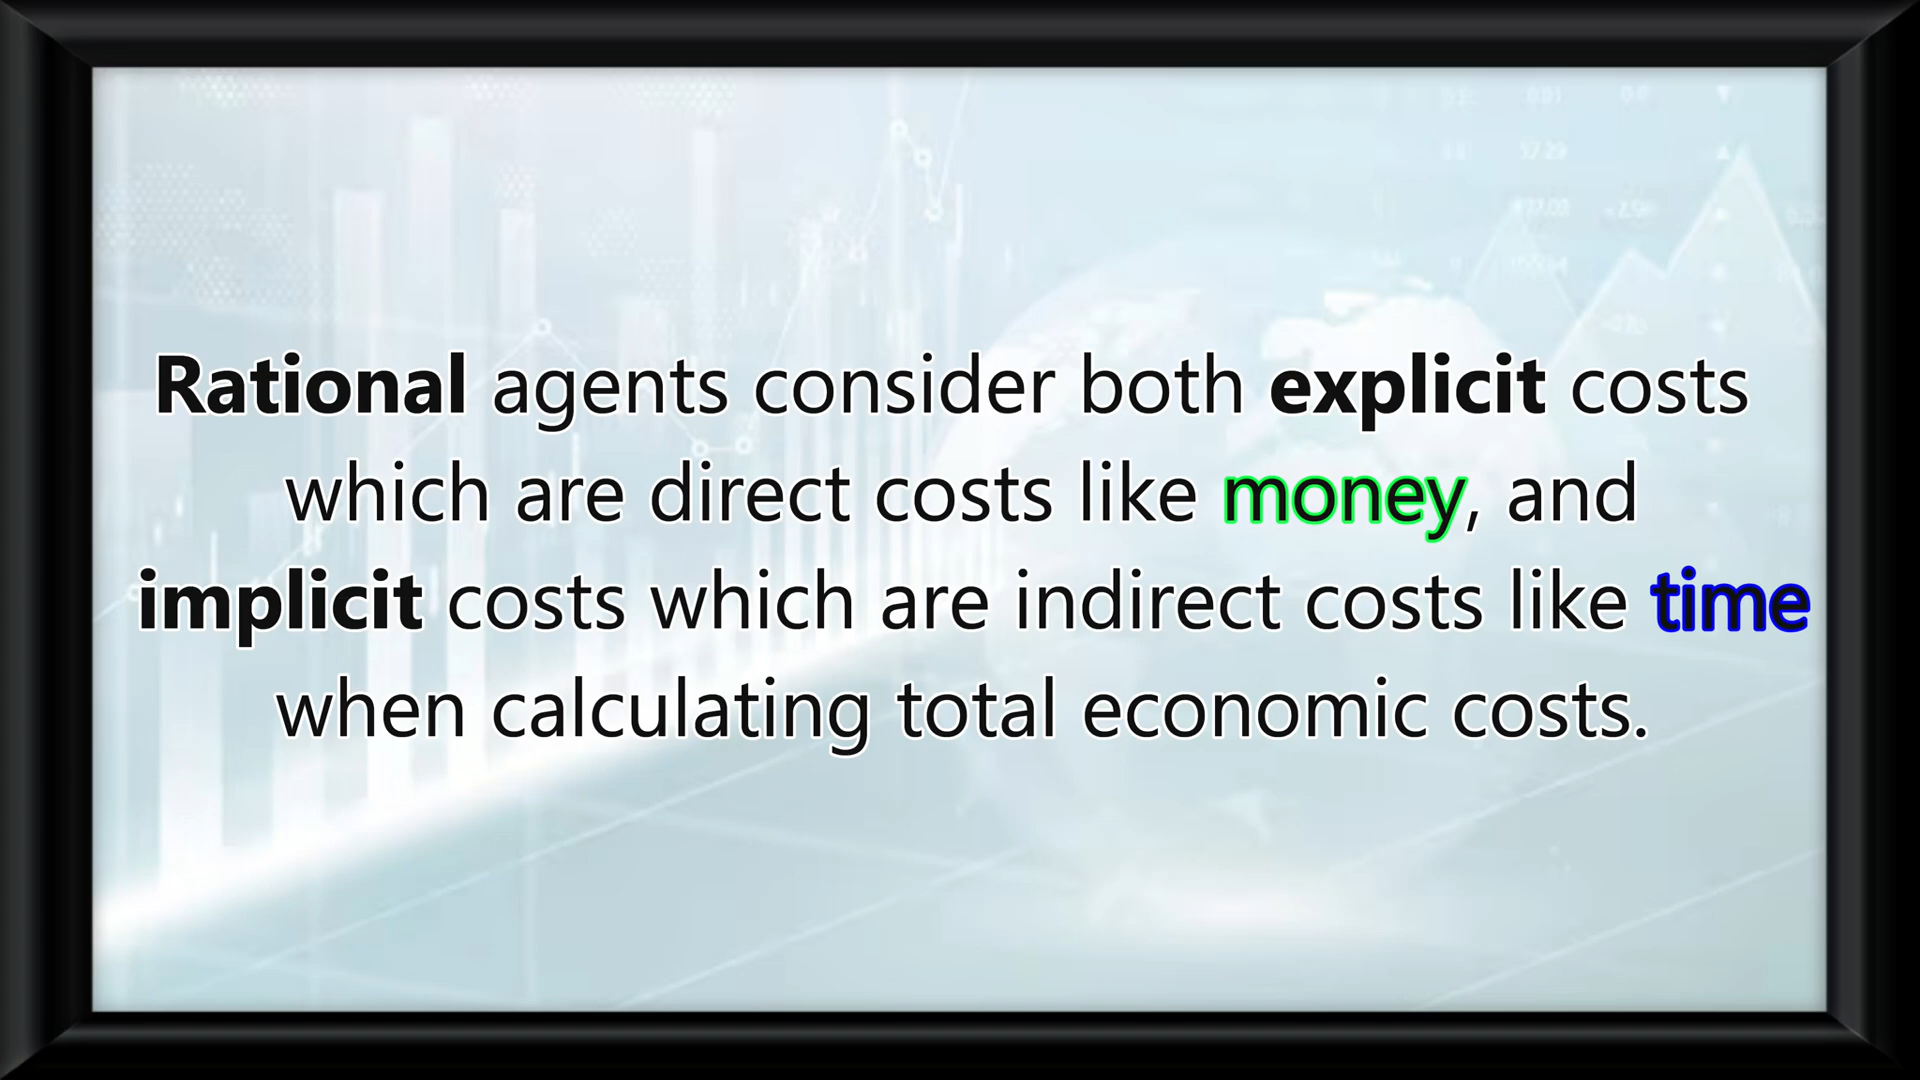 Rational agents consider both explicit costs
which are direct costs like money, and
implicit costs which are indirect costs like time
when calculating total economic costs.